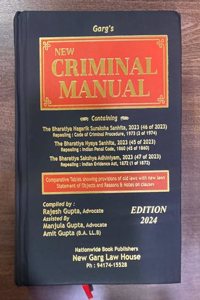 Garg's
NEW
CRIMINAL
MANUAL
Containing
The Bharatiya Nagarik Suraksha Sanhita, 2023 (46 of 2023)
Repealing : Code of Criminal Procedure, 1973 (2 of 1974)
The Bharatiya Nyaya Sanhita, 2023 (45 of 2023)
Repealing : Indian Penal Code, 1860 (45 of 1860)
The Bharatiya Sakshya Adhiniyam, 2023 (47 of 2023)
Repealing : Indian Evidence Act, 1872 (1 of 1872)
Comparative Tables showing provisions of old laws with new laws
Statement of Objects and Reasons & Notes on clauses
Compiled by :
Rajesh Gupta, Advocate
Assisted By
Manjula Gupta, Advocate
Amit Gupta (B.A. LL.B)
EDITION
2024
Nationwide Book Publishers
New Garg Law House
Ph : 94174-15528